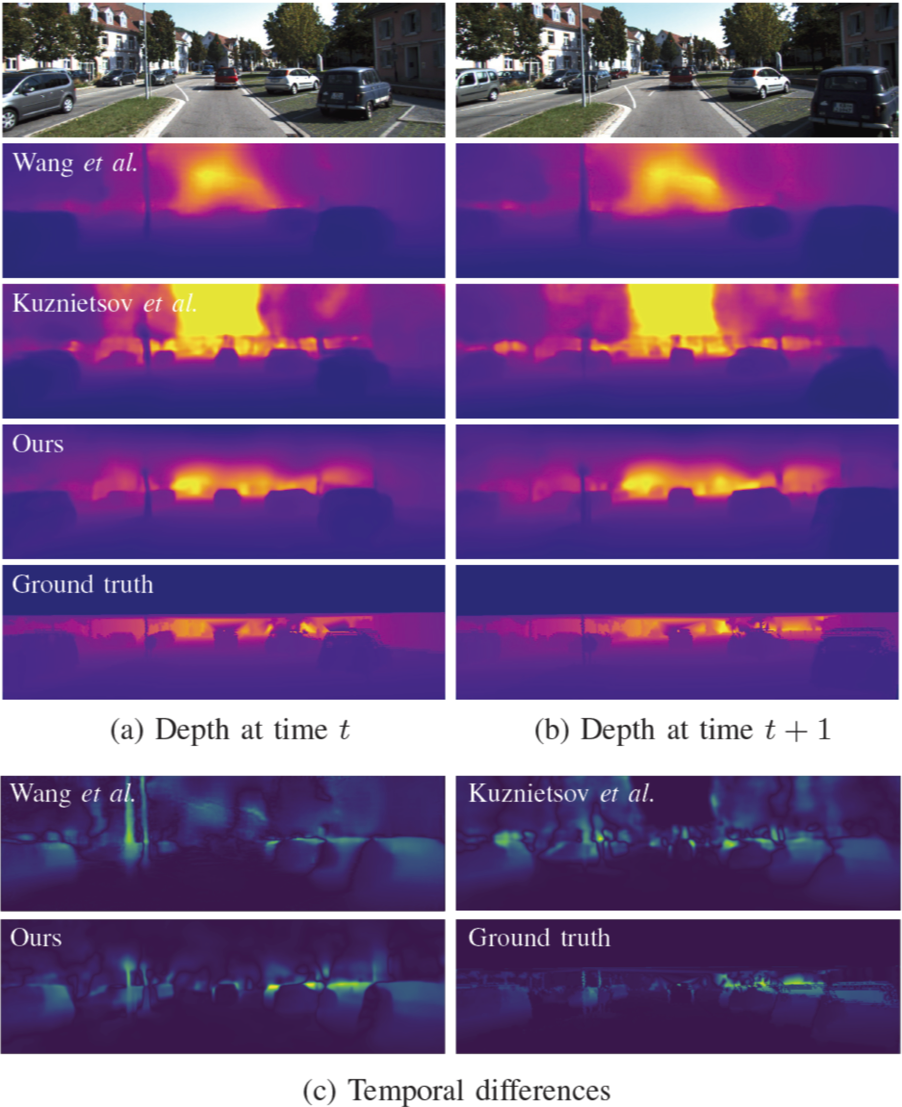 Wang et al.
Kuznietsov et al.
Ours
Ground truth
(a) Depth at time t
(b) Depth at time t + 1
Wang et al.
Kuznietsov et al.
Ours
Ground truth
(c) Temporal differences